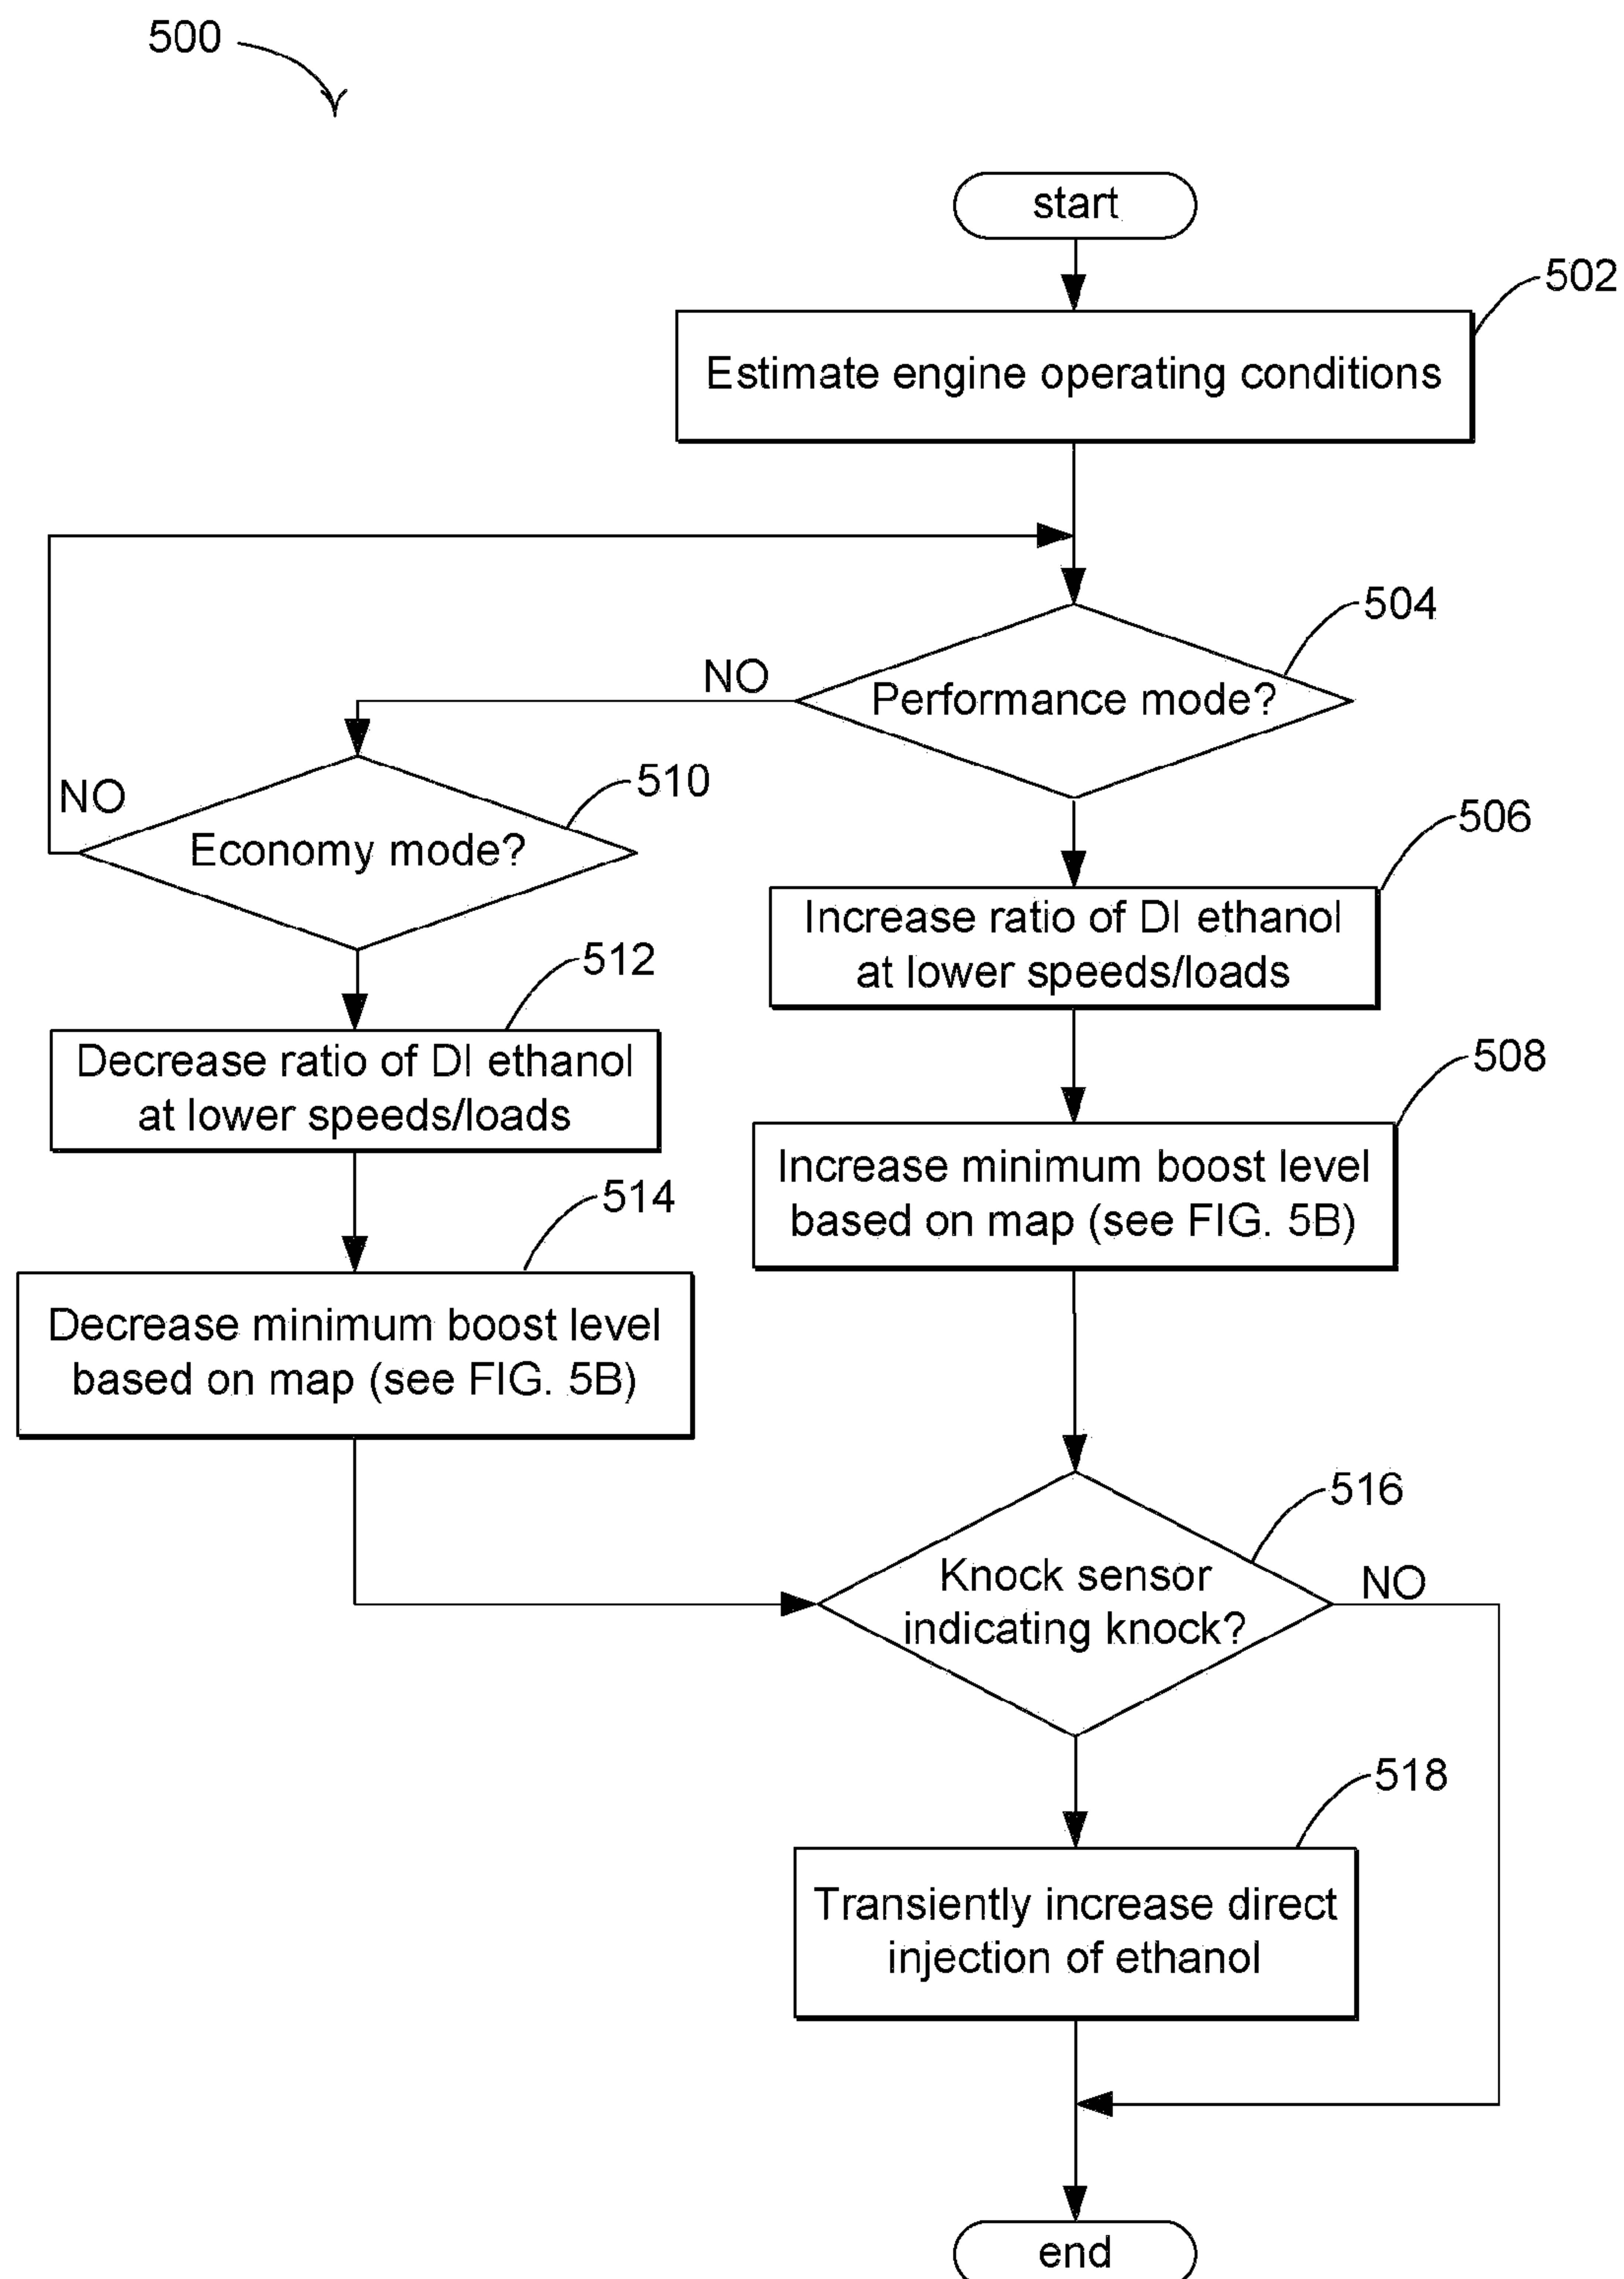 500
start
502
Estimate engine operating conditions
504
NO
Performance mode?
510
NO
Economy mode?
506
Increase ratio of DI ethanol
at lower speeds/loads
512
Decrease ratio of DI ethanol
at lower speeds/loads
508
Increase minimum boost level
based on map (see FIG. 5B)
514
Decrease minimum boost level
based on map (see FIG. 5B)
516
Knock sensor
indicating knock?
NO
518
Transiently increase direct
injection of ethanol
end